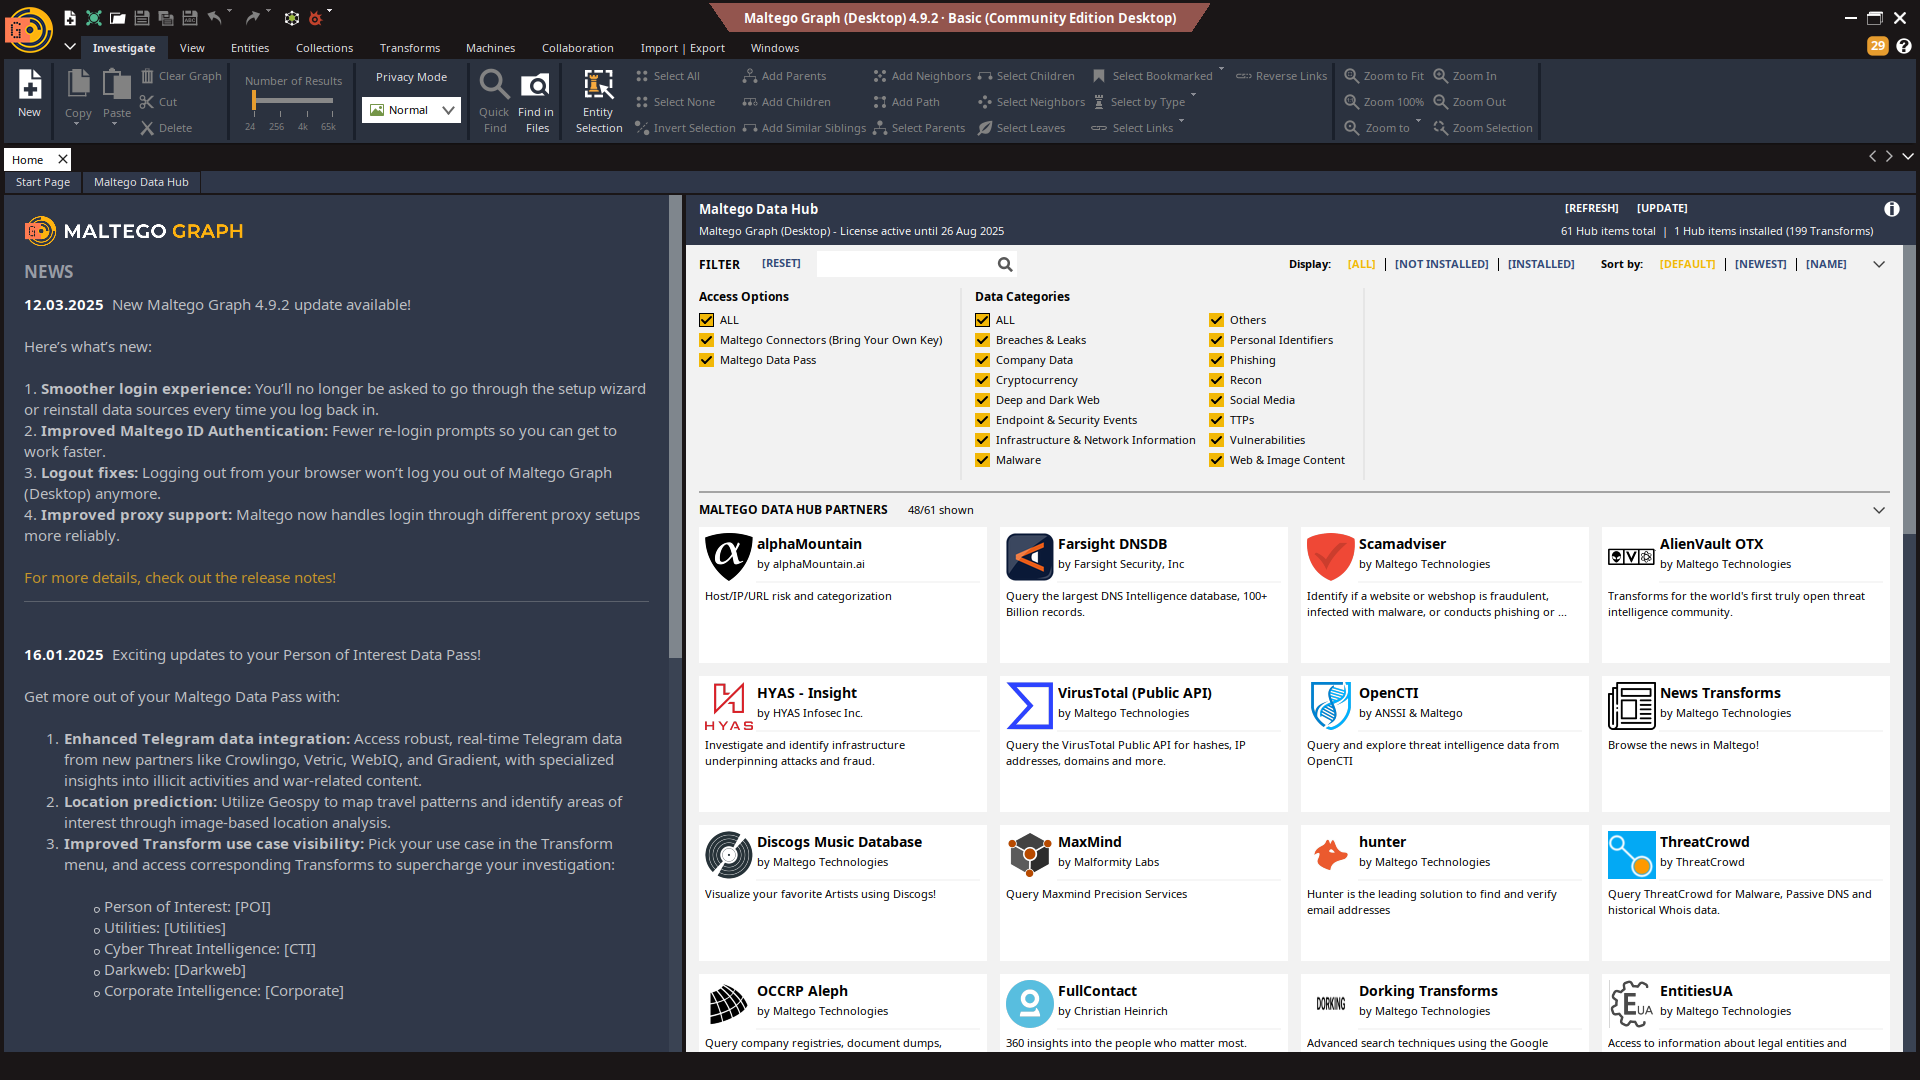 Maltego Graph (Desktop) 4.9.2 · Basic (Community Edition Desktop)
Investigate View Entities Collections Transforms Machines Collaboration Import | Export Windows
29
New
Copy Paste
Clear Graph
Cut
Delete
Number of Results
24 256 4k 65k
Privacy Mode
Normal
Quick Find
Find in Files
Entity Selection
Select All
Select None
Invert Selection
Add Parents
Add Children
Add Similar Siblings
Add Neighbors
Add Path
Select Parents
Select Children
Select Neighbors
Select Leaves
Select Bookmarked
Select by Type
Select Links
Reverse Links
Zoom to Fit
Zoom 100%
Zoom to
Zoom In
Zoom Out
Zoom Selection
Home
Start Page Maltego Data Hub
MALTEGO GRAPH
NEWS
12.03.2025 New Maltego Graph 4.9.2 update available!
Here’s what’s new:
1. Smoother login experience: You’ll no longer be asked to go through the setup wizard
or reinstall data sources every time you log back in.
2. Improved Maltego ID Authentication: Fewer re-login prompts so you can get to
work faster.
3. Logout fixes: Logging out from your browser won’t log you out of Maltego Graph
(Desktop) anymore.
4. Improved proxy support: Maltego now handles login through different proxy setups
more reliably.
For more details, check out the release notes!
16.01.2025 Exciting updates to your Person of Interest Data Pass!
Get more out of your Maltego Data Pass with:
1. Enhanced Telegram data integration: Access robust, real-time Telegram data
from new partners like Crowlingo, Vetric, WebIQ, and Gradient, with specialized
insights into illicit activities and war-related content.
2. Location prediction: Utilize Geospy to map travel patterns and identify areas of
interest through image-based location analysis.
3. Improved Transform use case visibility: Pick your use case in the Transform
menu, and access corresponding Transforms to supercharge your investigation:
Person of Interest: [POI]
Utilities: [Utilities]
Cyber Threat Intelligence: [CTI]
Darkweb: [Darkweb]
Corporate Intelligence: [Corporate]
Maltego Data Hub
[REFRESH] [UPDATE]
Maltego Graph (Desktop) - License active until 26 Aug 2025
61 Hub items total | 1 Hub items installed (199 Transforms)
FILTER [RESET]
Display: [ALL] | [NOT INSTALLED] | [INSTALLED] Sort by: [DEFAULT] | [NEWEST] | [NAME]
Access Options
ALL
Maltego Connectors (Bring Your Own Key)
Maltego Data Pass
Data Categories
ALL
Breaches & Leaks
Company Data
Cryptocurrency
Deep and Dark Web
Endpoint & Security Events
Infrastructure & Network Information
Malware
Others
Personal Identifiers
Phishing
Recon
Social Media
TTPs
Vulnerabilities
Web & Image Content
MALTEGO DATA HUB PARTNERS 48/61 shown
alphaMountain
by alphaMountain.ai
Host/IP/URL risk and categorization
Farsight DNSDB
by Farsight Security, Inc
Query the largest DNS Intelligence database, 100+
Billion records.
Scamadviser
by Maltego Technologies
Identify if a website or webshop is fraudulent,
infected with malware, or conducts phishing or ...
AlienVault OTX
by Maltego Technologies
Transforms for the world's first truly open threat
intelligence community.
HYAS
HYAS - Insight
by HYAS Infosec Inc.
Investigate and identify infrastructure
underpinning attacks and fraud.
VirusTotal (Public API)
by Maltego Technologies
Query the VirusTotal Public API for hashes, IP
addresses, domains and more.
OpenCTI
by ANSSI & Maltego
Query and explore threat intelligence data from
OpenCTI
News Transforms
by Maltego Technologies
Browse the news in Maltego!
Discogs Music Database
by Maltego Technologies
Visualize your favorite Artists using Discogs!
MaxMind
by Malformity Labs
Query Maxmind Precision Services
hunter
by Maltego Technologies
Hunter is the leading solution to find and verify
email addresses
ThreatCrowd
by ThreatCrowd
Query ThreatCrowd for Malware, Passive DNS and
historical Whois data.
OCCRP Aleph
by Maltego Technologies
Query company registries, document dumps,
FullContact
by Christian Heinrich
360 insights into the people who matter most.
DORKING
Dorking Transforms
by Maltego Technologies
Advanced search techniques using the Google
E UA
EntitiesUA
by Maltego Technologies
Access to information about legal entities and